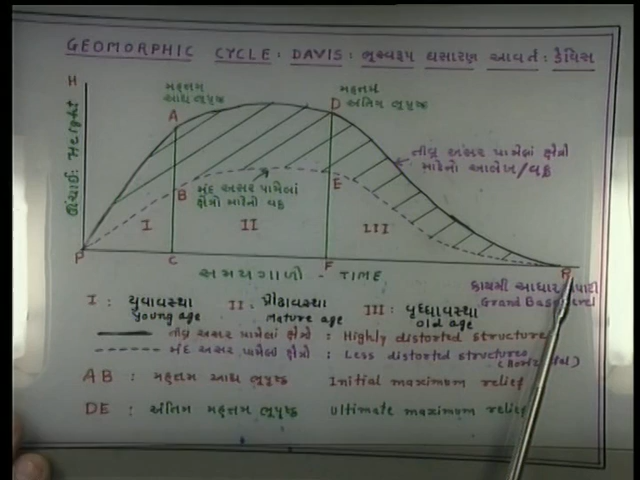 GEOMORPHIC CYCLE : DAVIS : ભૂસ્વરૂપ ઘસારણ આવર્ત : ડેવિસ
H
મહત્તમ
આદ્ય ભૂપૃષ્ઠ
મહત્તમ
અંતિમ ભૂપૃષ્ઠ
A
D
ઊંચાઈ: Height
તીવ્ર અસર પામેલાં ક્ષેત્રો
માટેનો આલેખ/વક્ર
B
મંદ અસર પામેલાં
ક્ષેત્રો માટેનો વક્ર
E
I
II
III
P
C
F
R
સમયગાળો - TIME
કાયમી આધાર સપાટી
Grand Base
I : યુવાવસ્થા II : પ્રૌઢાવસ્થા III : વૃદ્ધાવસ્થા
Young age Mature age Old age
તીવ્ર અસર પામેલાં ક્ષેત્રો : Highly distorted structure
મંદ અસર પામેલાં ક્ષેત્રો : Less distorted structures
AB : મહત્તમ આદ્ય ભૂપૃષ્ઠ Initial maximum relief
DE : અંતિમ મહત્તમ ભૂપૃષ્ઠ Ultimate maximum relief